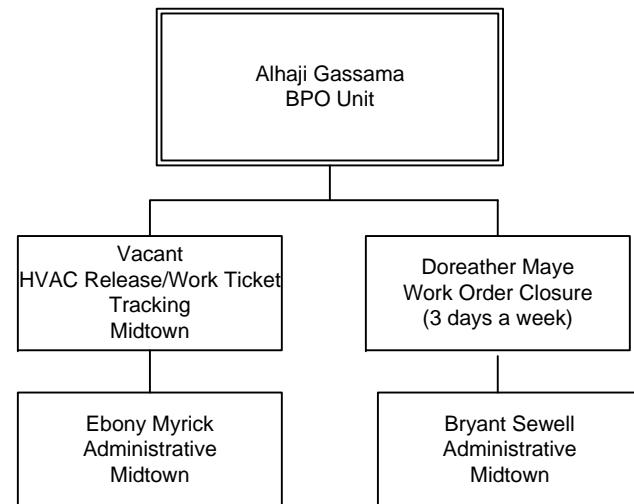 Alhaji Gassama
BPO Unit
Vacant
HVAC Release/Work Ticket
Tracking
Midtown
Doreather Maye
Work Order Closure
(3 days a week)
Ebony Myrick
Administrative
Midtown
Bryant Sewell
Administrative
Midtown